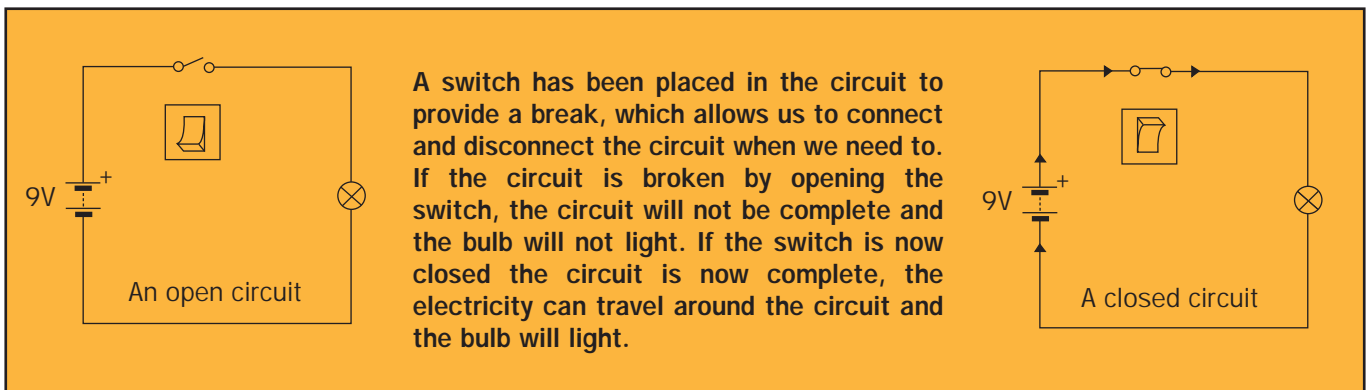 9V
+
An open circuit
A switch has been placed in the circuit to
provide a break, which allows us to connect
and disconnect the circuit when we need to.
If the circuit is broken by opening the
switch, the circuit will not be complete and
the bulb will not light. If the switch is now
closed the circuit is now complete, the
electricity can travel around the circuit and
the bulb will light.
9V
+
A closed circuit